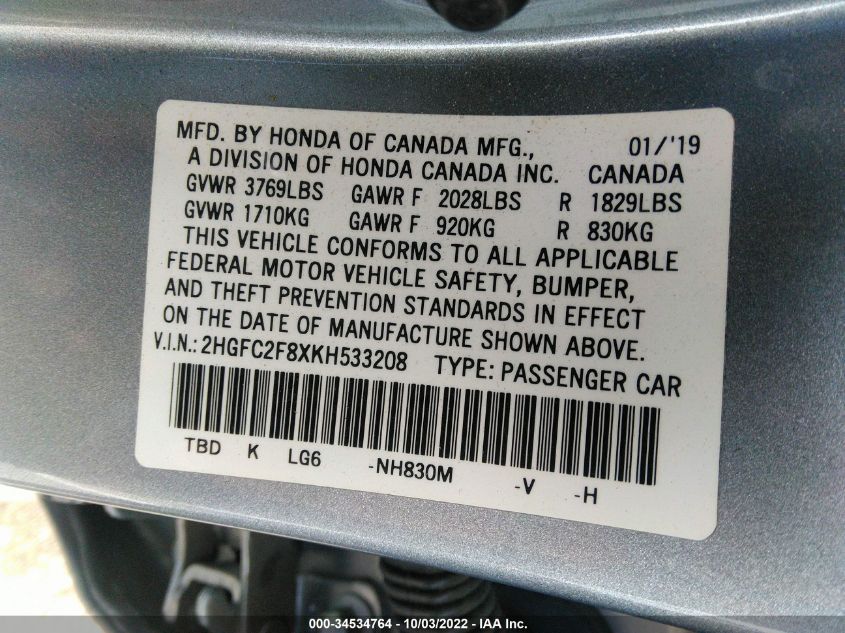 MFD. BY HONDA OF CANADA MFG., 01/'19
A DIVISION OF HONDA CANADA INC. CANADA
GVWR 3769LBS GAWR F 2028LBS R 1829LBS
GVWR 1710KG GAWR F 920KG R 830KG
THIS VEHICLE CONFORMS TO ALL APPLICABLE
FEDERAL MOTOR VEHICLE SAFETY, BUMPER,
AND THEFT PREVENTION STANDARDS IN EFFECT
ON THE DATE OF MANUFACTURE SHOWN ABOVE.
V.I.N.: 2HGFC2F8XKH533208 TYPE: PASSENGER CAR
TBD K LG6 -NH830M -V -H
000-34534764 - 10/03/2022 - IAA Inc.